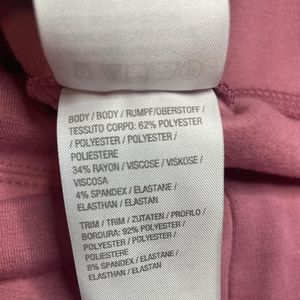 BODY / BODY / RUMPF/OBERSTOFF /
TESSUTO CORPO: 62% POLYESTER
/ POLYESTER / POLYESTER /
POLIESTERE
34% RAYON / VISCOSE / VISKOSE /
VISCOSA
4% SPANDEX / ELASTANE /
ELASTHAN / ELASTAN
TRIM / TRIM / ZUTATEN / PROFILO /
BORDURA: 92% POLYESTER /
POLYESTER / POLYESTER /
POLIESTERE
8% SPANDEX / ELASTANE /
ELASTHAN / ELASTAN